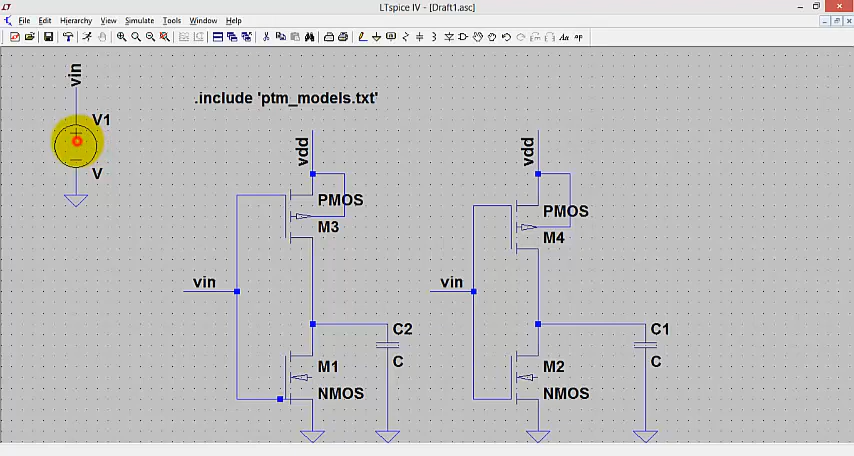 LTspice IV - [Draft1.asc]
File Edit Hierarchy View Simulate Tools Window Help
vin
V1
V
.include 'ptm_models.txt'
vdd
PMOS
M3
vin
C2
C
M1
NMOS
vdd
PMOS
M4
vin
C1
C
M2
NMOS